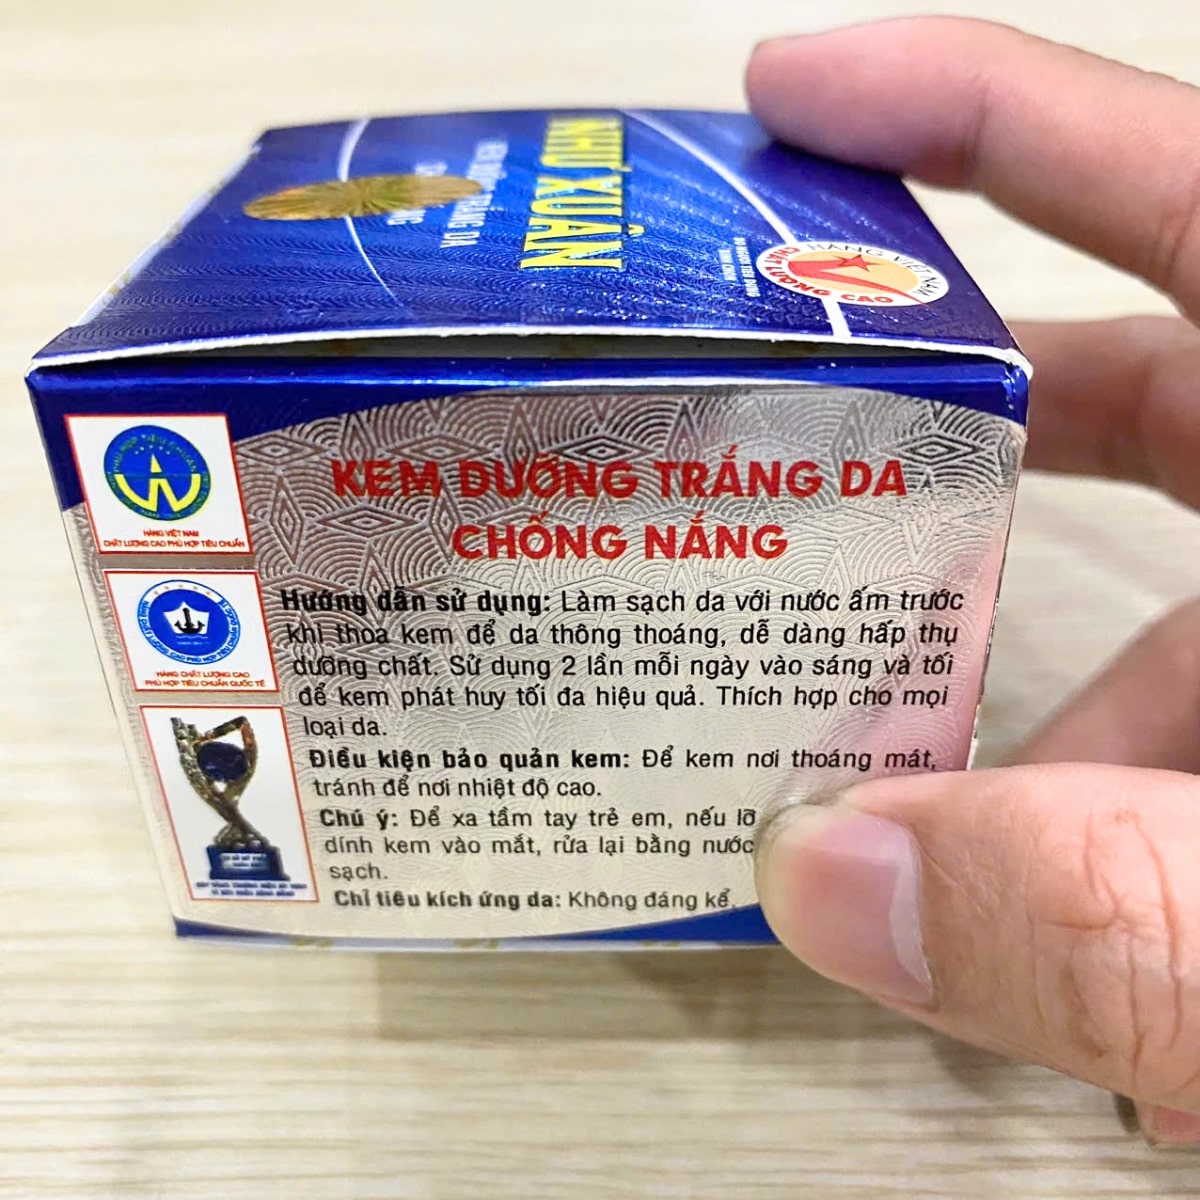 NHƯ XUÂN
TRẮNG DA
HÀNG VIỆT NAM
CHẤT LƯỢNG CAO
PHÙ HỢP TIÊU CHUẨN
HÀNG VIỆT NAM
CHẤT LƯỢNG CAO PHÙ HỢP TIÊU CHUẨN
HÀNG CHẤT LƯỢNG CAO
PHÙ HỢP TIÊU CHUẨN QUỐC TẾ
KEM DƯỠNG TRẮNG DA
CHỐNG NẮNG
Hướng dẫn sử dụng: Làm sạch da với nước ấm trước
khi thoa kem để da thông thoáng, dễ dàng hấp thụ
dưỡng chất. Sử dụng 2 lần mỗi ngày vào sáng và tối
để kem phát huy tối đa hiệu quả. Thích hợp cho mọi
loại da.
Điều kiện bảo quản kem: Để kem nơi thoáng mát,
tránh để nơi nhiệt độ cao.
Chú ý: Để xa tầm tay trẻ em, nếu lỡ
dính kem vào mắt, rửa lại bằng nước
sạch.
Chỉ tiêu kích ứng da: Không đáng kể.